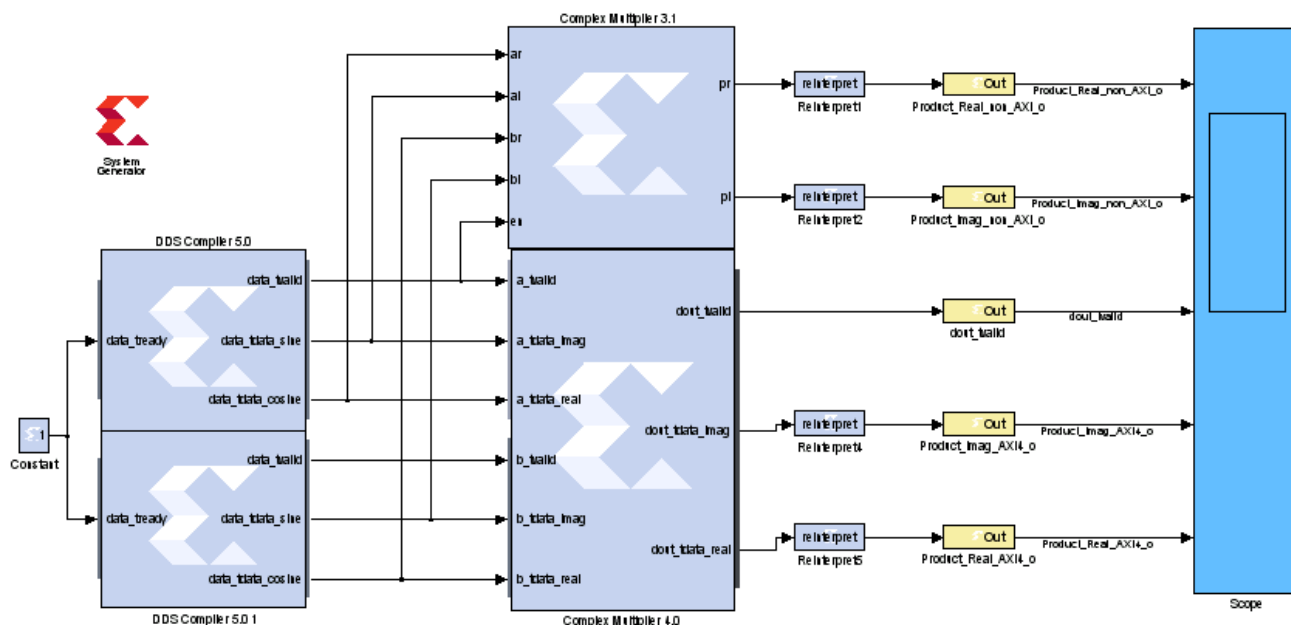 Complex Multiplier 3.1
ar
ai
br
bi
en
pr
pi
reinterpret
Reinterpret1
Out
Product_Real_non_AXI_o
Product_Real_non_AXI_o
reinterpret
Reinterpret2
Out
Product_Imag_non_AXI_o
Product_Imag_non_AXI_o
System
Generator
DDS Compiler 5.0
data_tvalid
data_tready
data_tdata_sine
data_tdata_cosine
1
Constant
data_tvalid
data_tready
data_tdata_sine
data_tdata_cosine
DDS Compiler 5.0 1
a_tvalid
a_tdata_imag
a_tdata_real
b_tvalid
b_tdata_imag
b_tdata_real
dout_tvalid
dout_tdata_imag
dout_tdata_real
Complex Multiplier 4.0
Out
dout_tvalid
dout_tvalid
reinterpret
Reinterpret4
Out
Product_Imag_AXI4_o
Product_Imag_AXI4_o
reinterpret
Reinterpret5
Out
Product_Real_AXI4_o
Product_Real_AXI4_o
Scope